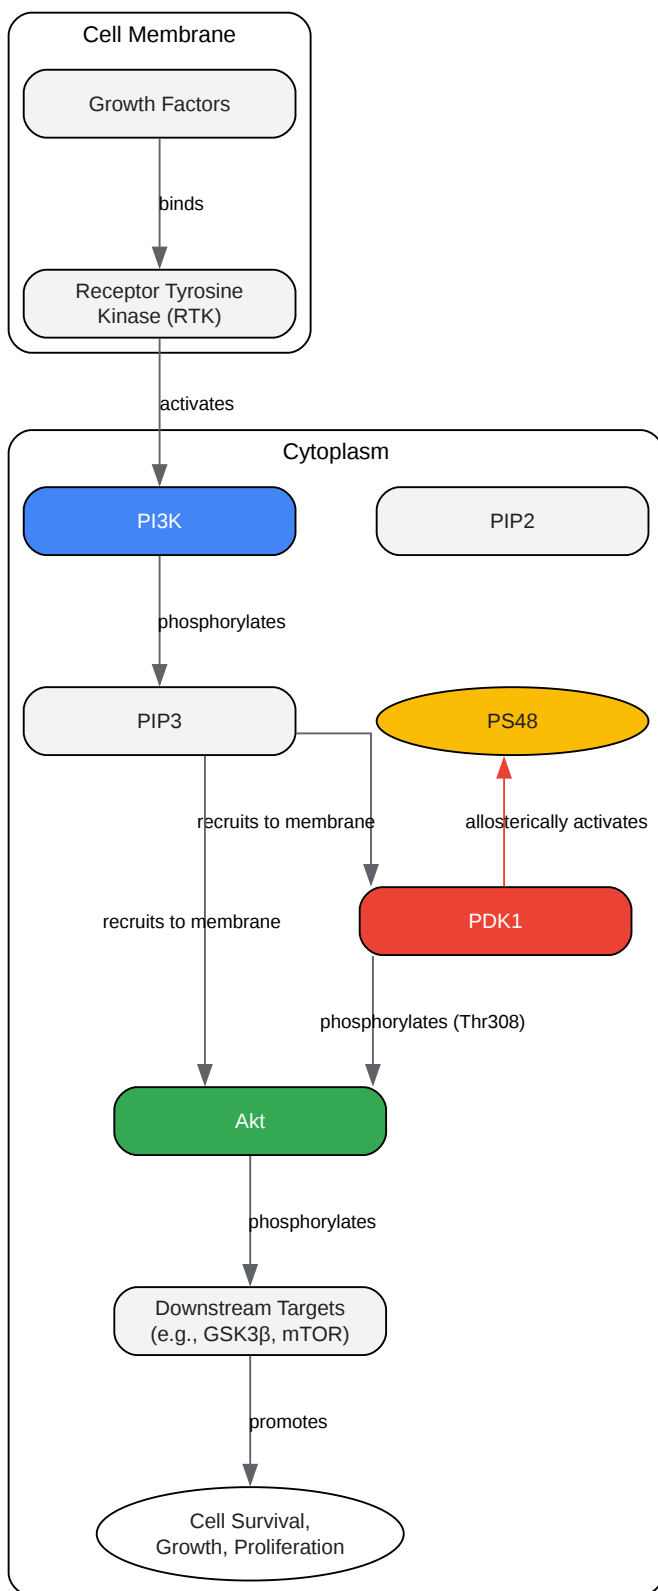 Cell Membrane
Growth Factors
binds
Receptor Tyrosine
Kinase (RTK)
activates
Cytoplasm
PI3K
PIP2
phosphorylates
PIP3
PS48
recruits to membrane
allosterically activates
PDK1
recruits to membrane
phosphorylates (Thr308)
Akt
phosphorylates
Downstream Targets
(e.g., GSK3β, mTOR)
promotes
Cell Survival,
Growth, Proliferation